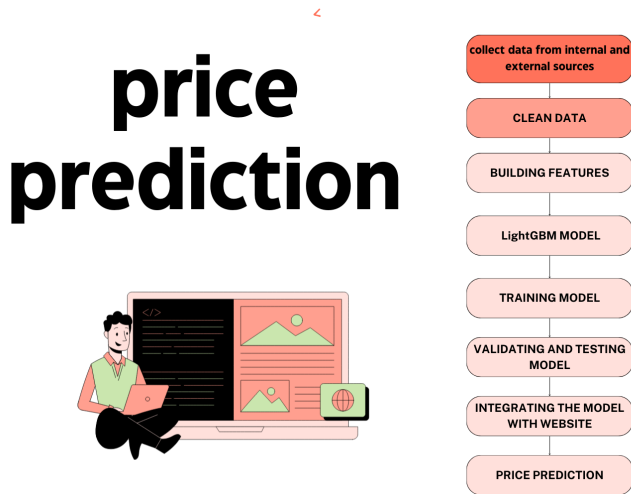 price
prediction
collect data from internal and
external sources
CLEAN DATA
BUILDING FEATURES
LightGBM MODEL
TRAINING MODEL
VALIDATING AND TESTING
MODEL
INTEGRATING THE MODEL
WITH WEBSITE
PRICE PREDICTION
</>